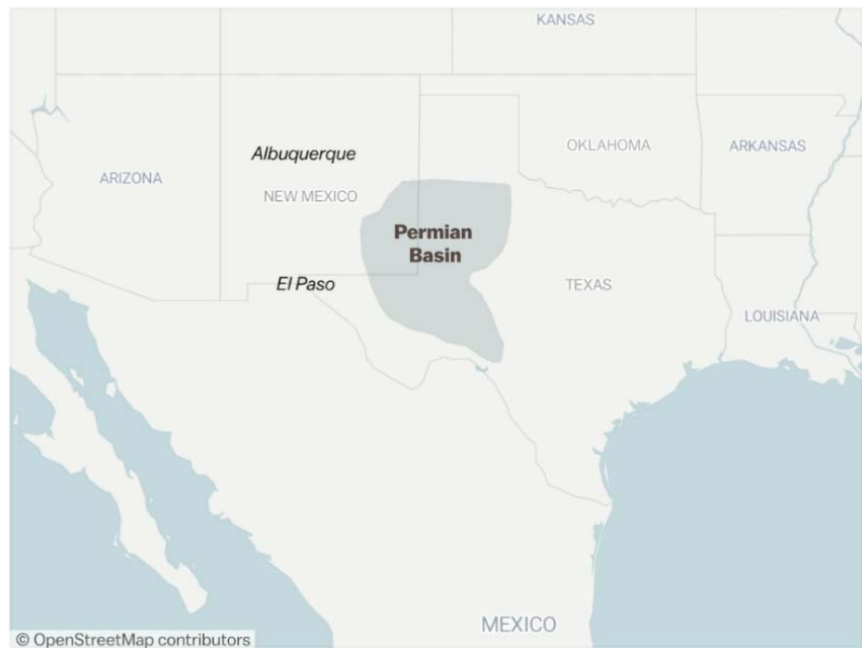 KANSAS
Albuquerque
OKLAHOMA
ARKANSAS
ARIZONA
NEW MEXICO
Permian
Basin
El Paso
TEXAS
LOUISIANA
MEXICO
© OpenStreetMap contributors